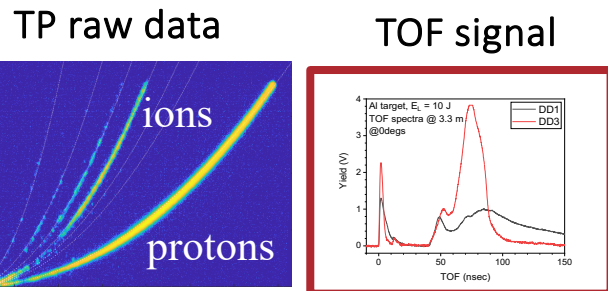 TP raw data
TOF signal
ions
protons
Al target, E_L = 10 J
TOF spectra @ 3.3 m
@0degs
DD1
DD3
Yield (V)
4
3
2
1
0
0
50
100
150
TOF (nsec)